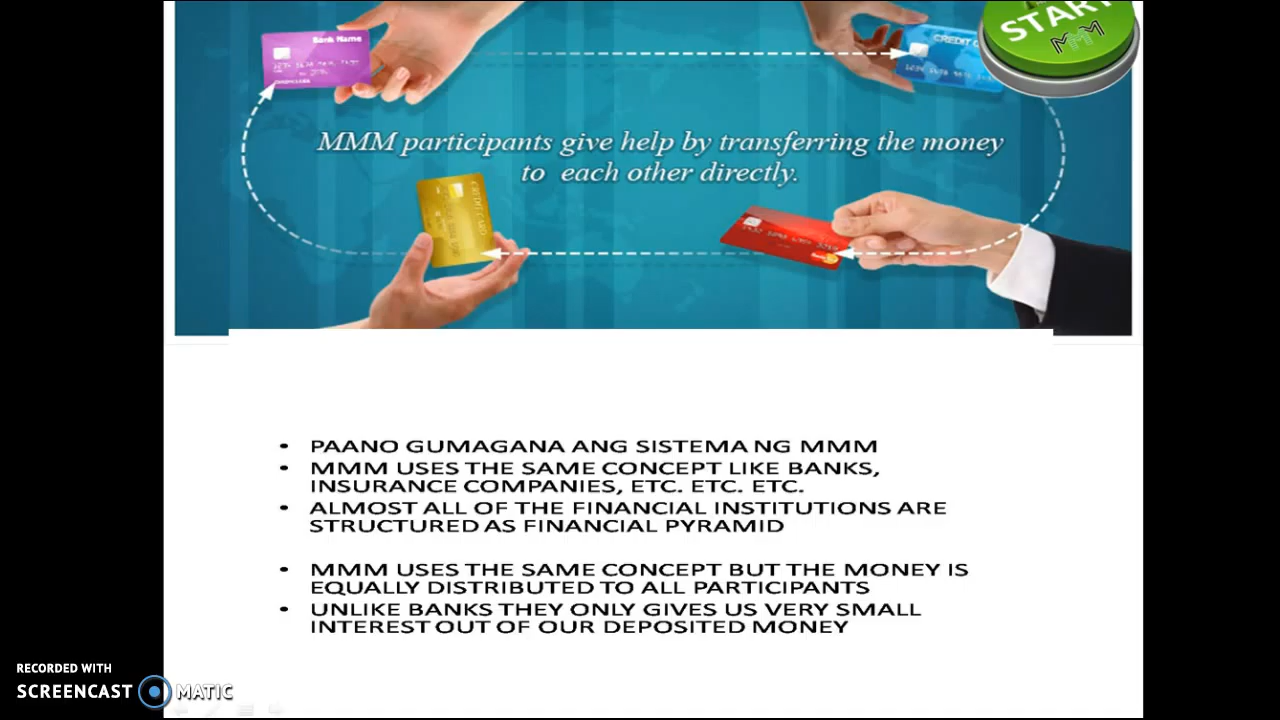 Bank Name
START
MMM
CREDIT
MMM participants give help by transferring the money
to each other directly.
CREDIT CARD
• PAANO GUMAGANA ANG SISTEMA NG MMM
• MMM USES THE SAME CONCEPT LIKE BANKS,
INSURANCE COMPANIES, ETC. ETC. ETC.
• ALMOST ALL OF THE FINANCIAL INSTITUTIONS ARE
STRUCTURED AS FINANCIAL PYRAMID
• MMM USES THE SAME CONCEPT BUT THE MONEY IS
EQUALLY DISTRIBUTED TO ALL PARTICIPANTS
• UNLIKE BANKS THEY ONLY GIVES US VERY SMALL
INTEREST OUT OF OUR DEPOSITED MONEY
RECORDED WITH
SCREENCAST MATIC